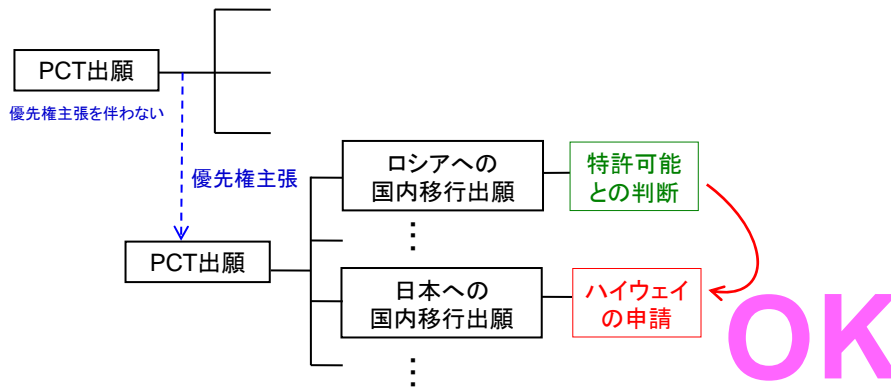 PCT出願
優先権主張を伴わない
優先権主張
PCT出願
ロシアへの
国内移行出願
特許可能
との判断
⋮
日本への
国内移行出願
ハイウェイ
の申請
⋮
OK